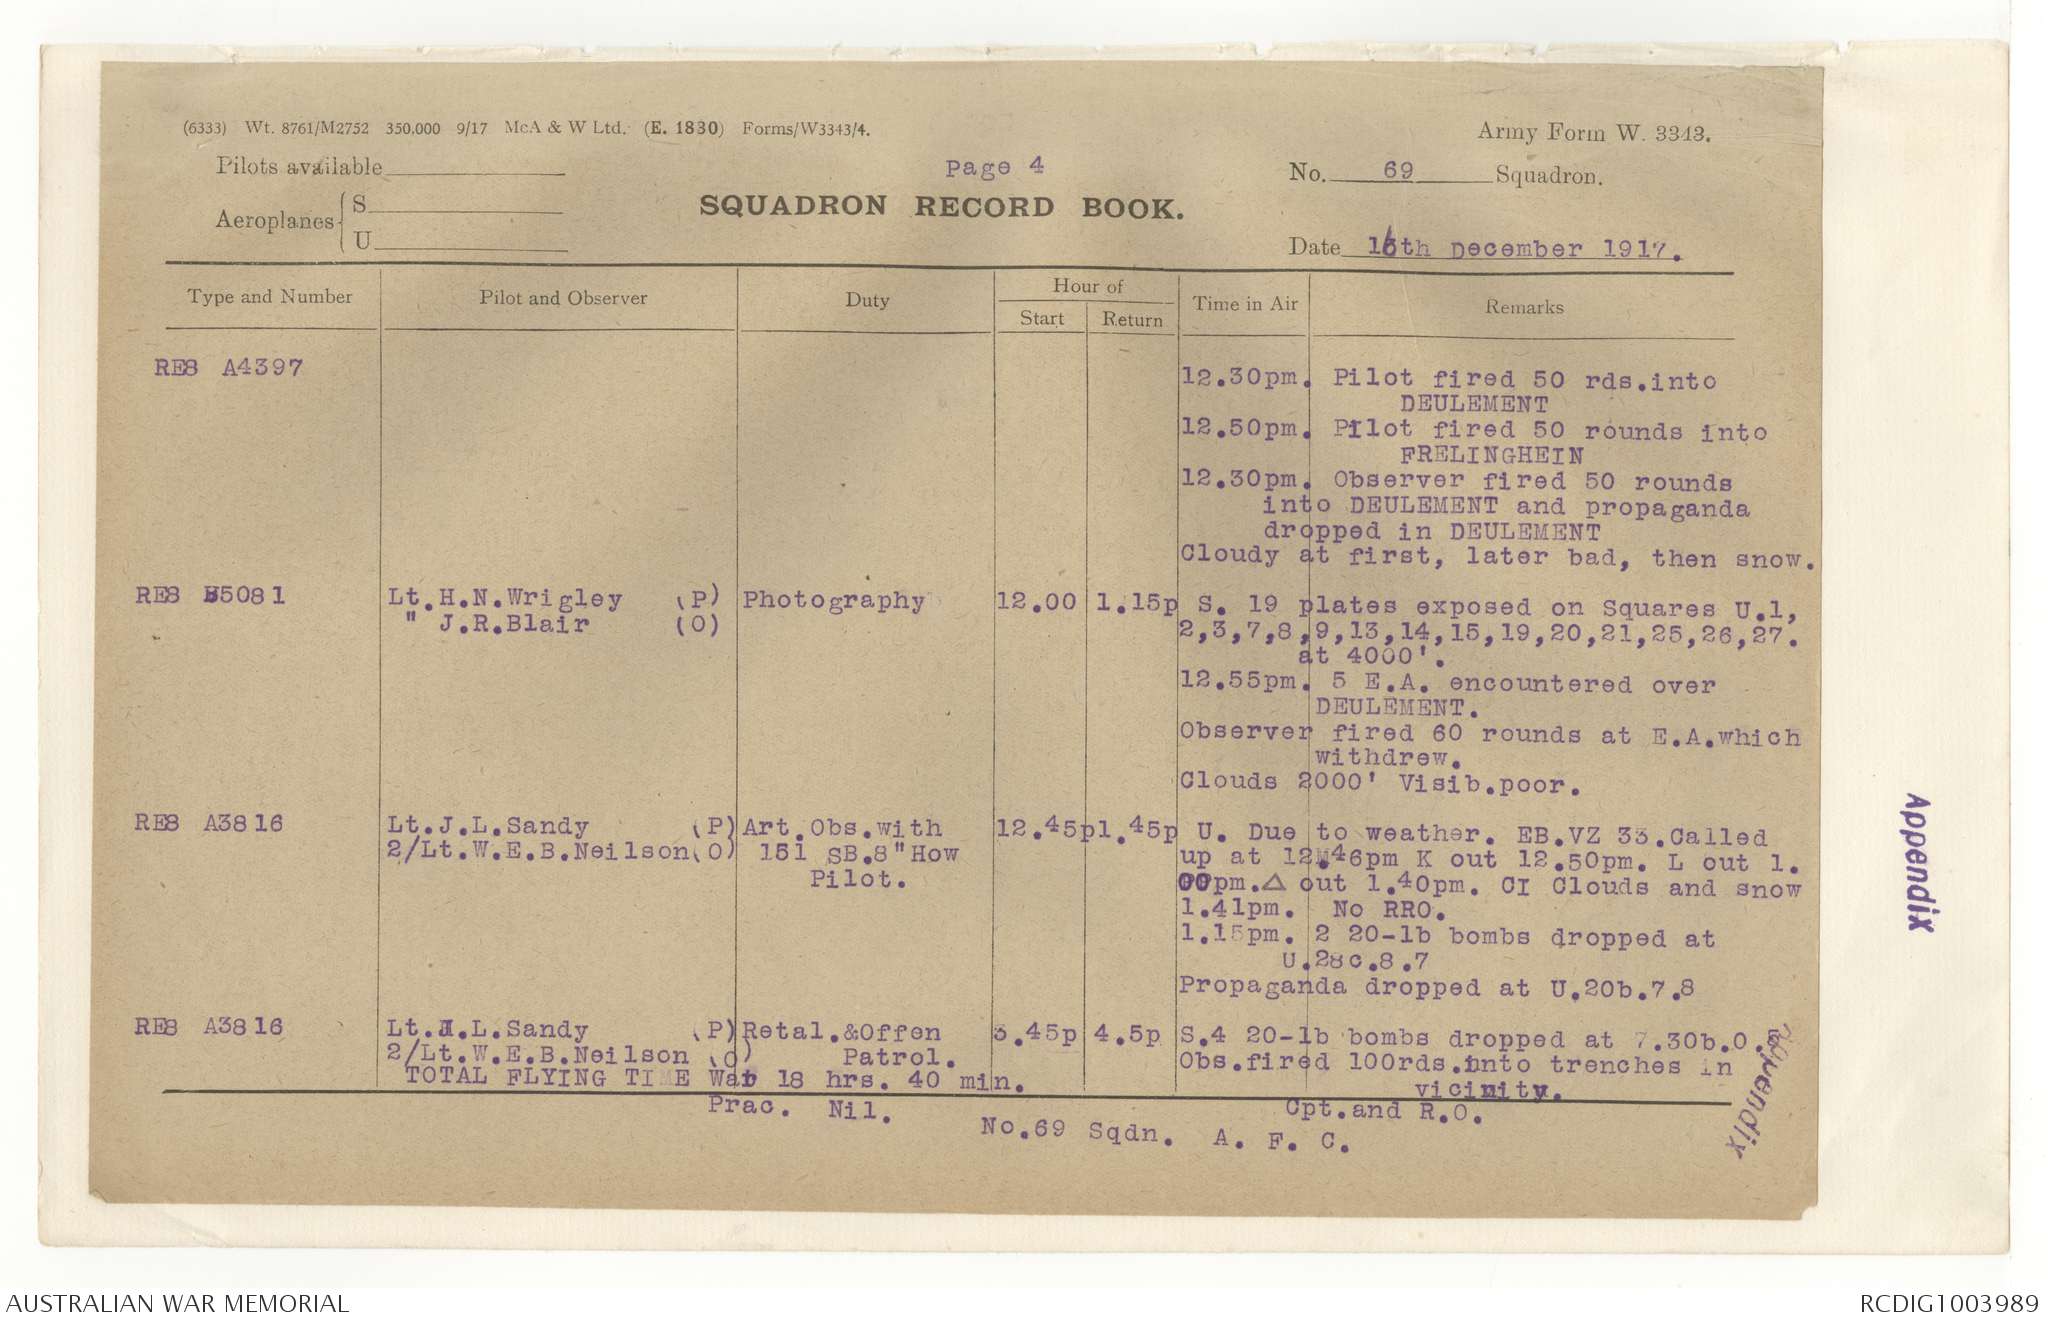 (6333) Wt. 8761/M2752 350,000 9/17 McA & W Ltd. (E. 1830) Forms/W3343/4.
Army Form W. 3343.
Pilots available
Page 4
No. 69 Squadron.
Aeroplanes { S
U
SQUADRON RECORD BOOK.
Date 16th December 1917.
Type and Number Pilot and Observer Duty Hour of Start Return Time in Air Remarks
RE8 A4397
12.30pm. Pilot fired 50 rds.into
DEULEMENT
12.50pm. Pilot fired 50 rounds into
FRELINGHEIN
12.30pm. Observer fired 50 rounds
into DEULEMENT and propaganda
dropped in DEULEMENT
Cloudy at first, later bad, then snow.
RE8 B5081 Lt.H.N.Wrigley (P) Photography 12.00 1.15p S. 19 plates exposed on Squares U.1,
" J.R.Blair (O) 2,3,7,8,9,13,14,15,19,20,21,25,26,27.
at 4000'.
12.55pm. 5 E.A. encountered over
DEULEMENT.
Observer fired 60 rounds at E.A.which
withdrew.
Clouds 2000' Visib.poor.
RE8 A3816 Lt.J.L.Sandy (P) Art.Obs.with 12.45p 1.45p U. Due to weather. EB.VZ 33.Called
2/Lt.W.E.B.Neilson(O) 151 SB.8"How up at 12.46pm K out 12.50pm. L out 1.
Pilot. 00pm.△ out 1.40pm. CI Clouds and snow
1.41pm. No RRO.
1.15pm. 2 20-lb bombs dropped at
U.28c.8.7
Propaganda dropped at U.20b.7.8
RE8 A3816 Lt.J.L.Sandy (P) Retal.&Offen 3.45p 4.5p S.4 20-lb bombs dropped at 7.30b.0.
2/Lt.W.E.B.Neilson (O) Patrol. Obs.fired 100rds.into trenches in
TOTAL FLYING TIME War 18 hrs. 40 min. vicinity.
Prac. Nil. Cpt.and R.O.
No.69 Sqdn. A. F. C.
Appendix
Appendix
AUSTRALIAN WAR MEMORIAL
RCDIG1003989